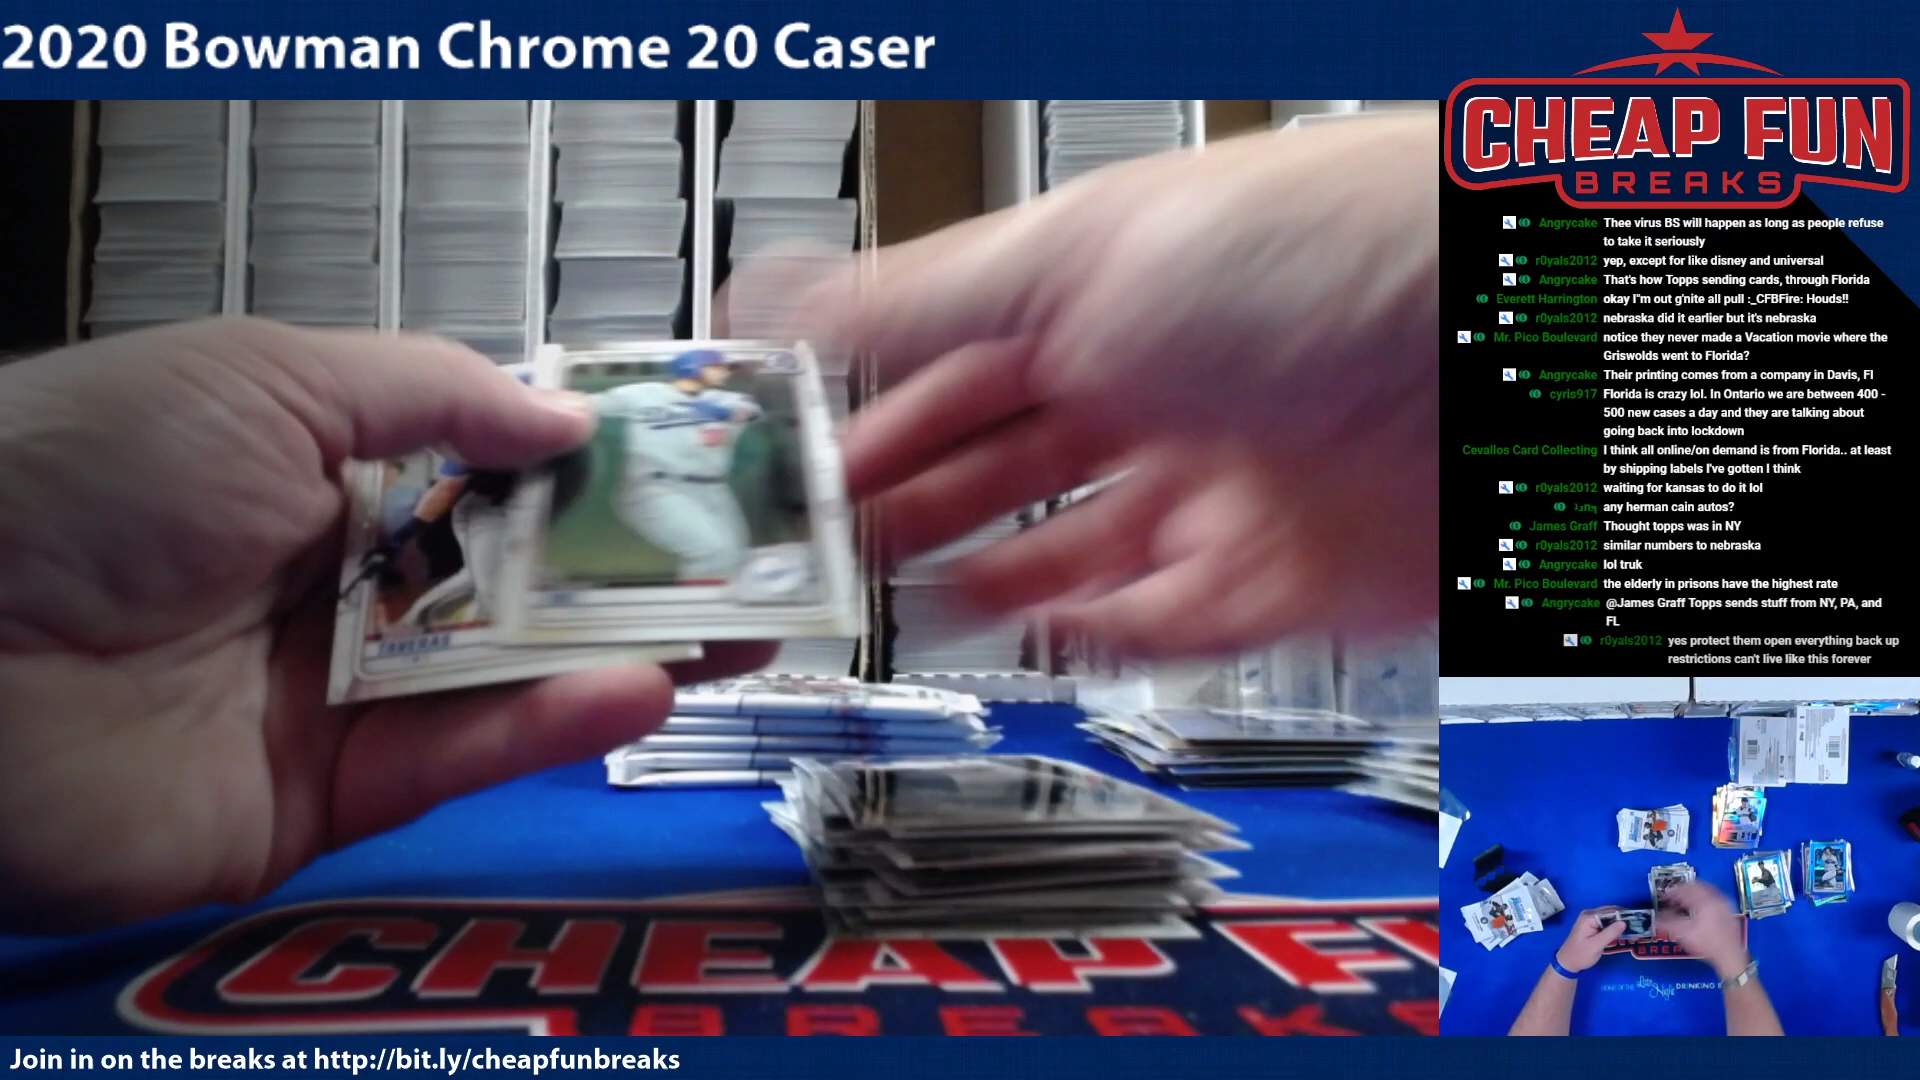 2020 Bowman Chrome 20 Caser
CHEAP FUN
BREAKS
Angrycake Thee virus BS will happen as long as people refuse
to take it seriously
r0yals2012 yep, except for like disney and universal
Angrycake That's how Topps sending cards, through Florida
Everett Harrington okay I"m out g'nite all pull :_CFBFire: Houds!!
r0yals2012 nebraska did it earlier but it's nebraska
Mr. Pico Boulevard notice they never made a Vacation movie where the
Griswolds went to Florida?
Angrycake Their printing comes from a company in Davis, Fl
cyris917 Florida is crazy lol. In Ontario we are between 400 -
500 new cases a day and they are talking about
going back into lockdown
Cevallos Card Collecting I think all online/on demand is from Florida.. at least
by shipping labels I've gotten I think
r0yals2012 waiting for kansas to do it lol
any herman cain autos?
James Graff Thought topps was in NY
r0yals2012 similar numbers to nebraska
Angrycake lol truk
Mr. Pico Boulevard the elderly in prisons have the highest rate
Angrycake @James Graff Topps sends stuff from NY, PA, and
FL
r0yals2012 yes protect them open everything back up
restrictions can't live like this forever
TAVERAS
CHEAP FU
BREAKS
HOME OF THE Late Night DRINKING
Join in on the breaks at http://bit.ly/cheapfunbreaks